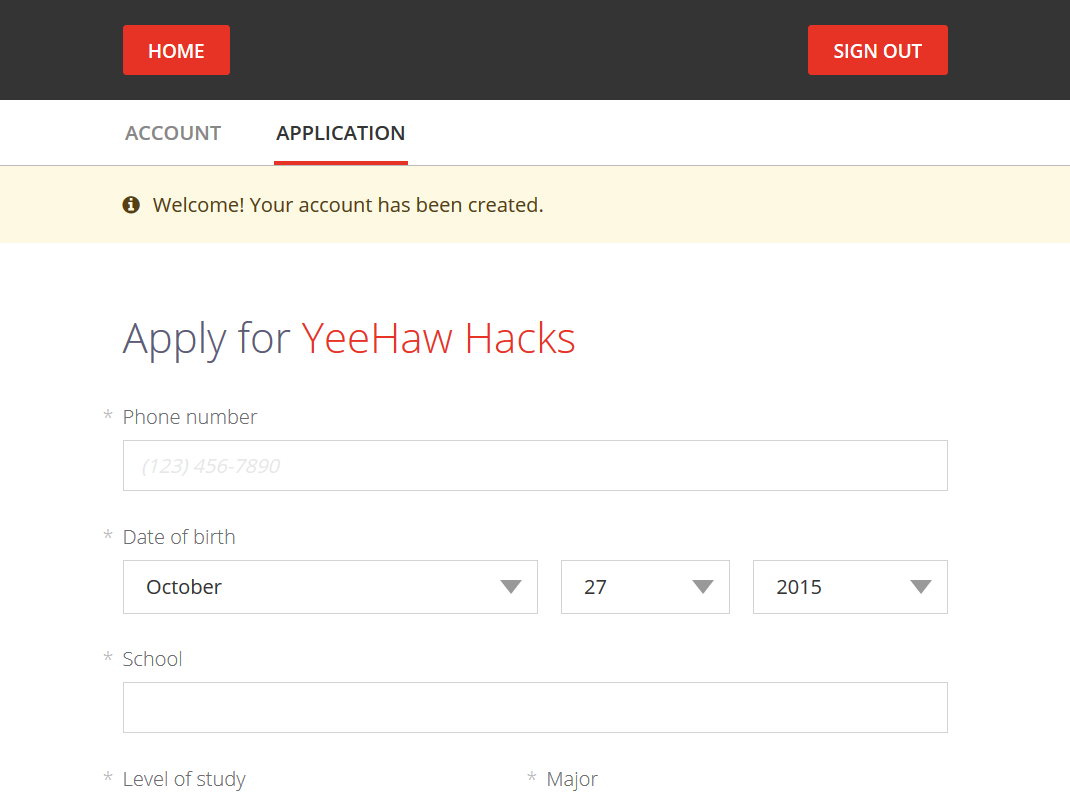 HOME SIGN OUT
ACCOUNT APPLICATION
Welcome! Your account has been created.
Apply for YeeHaw Hacks
* Phone number
(123) 456-7890
* Date of birth
October 27 2015
* School
* Level of study * Major